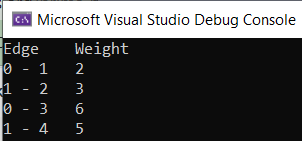 Microsoft Visual Studio Debug Console
Edge Weight
0 - 1 2
1 - 2 3
0 - 3 6
1 - 4 5